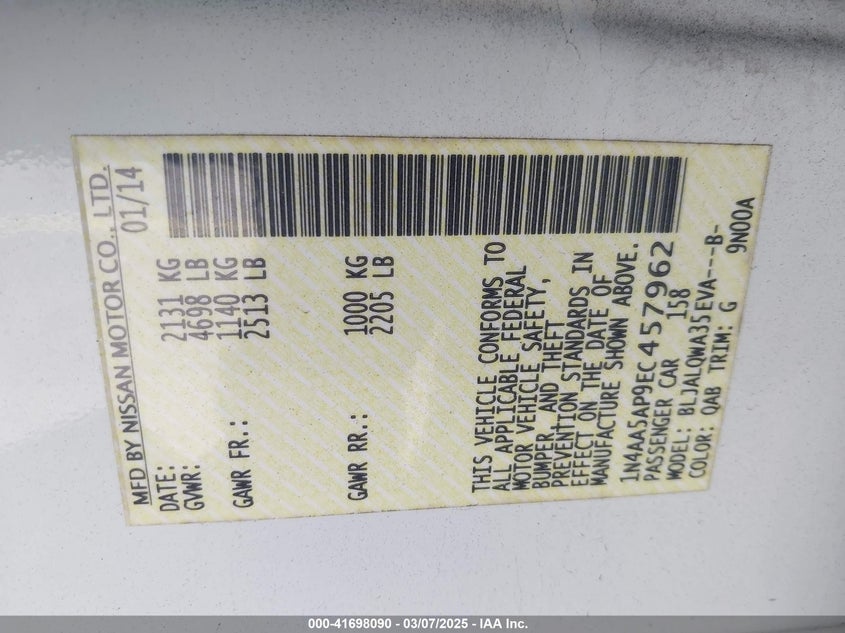 MFD BY NISSAN MOTOR CO., LTD.
DATE: 01/14
GVWR: 2131 KG
4698 LB
GAWR FR.: 1140 KG
2513 LB
GAWR RR.: 1000 KG
2205 LB
THIS VEHICLE CONFORMS TO
ALL APPLICABLE FEDERAL
MOTOR VEHICLE SAFETY,
BUMPER, AND THEFT
PREVENTION STANDARDS IN
EFFECT ON THE DATE OF
MANUFACTURE SHOWN ABOVE.
1N4AA5AP9EC457962
PASSENGER CAR 158
MODEL: BLJALQWA35EVA---B-
COLOR: QAB TRIM: G 9N00A
000-41698090 - 03/07/2025 - IAA Inc.